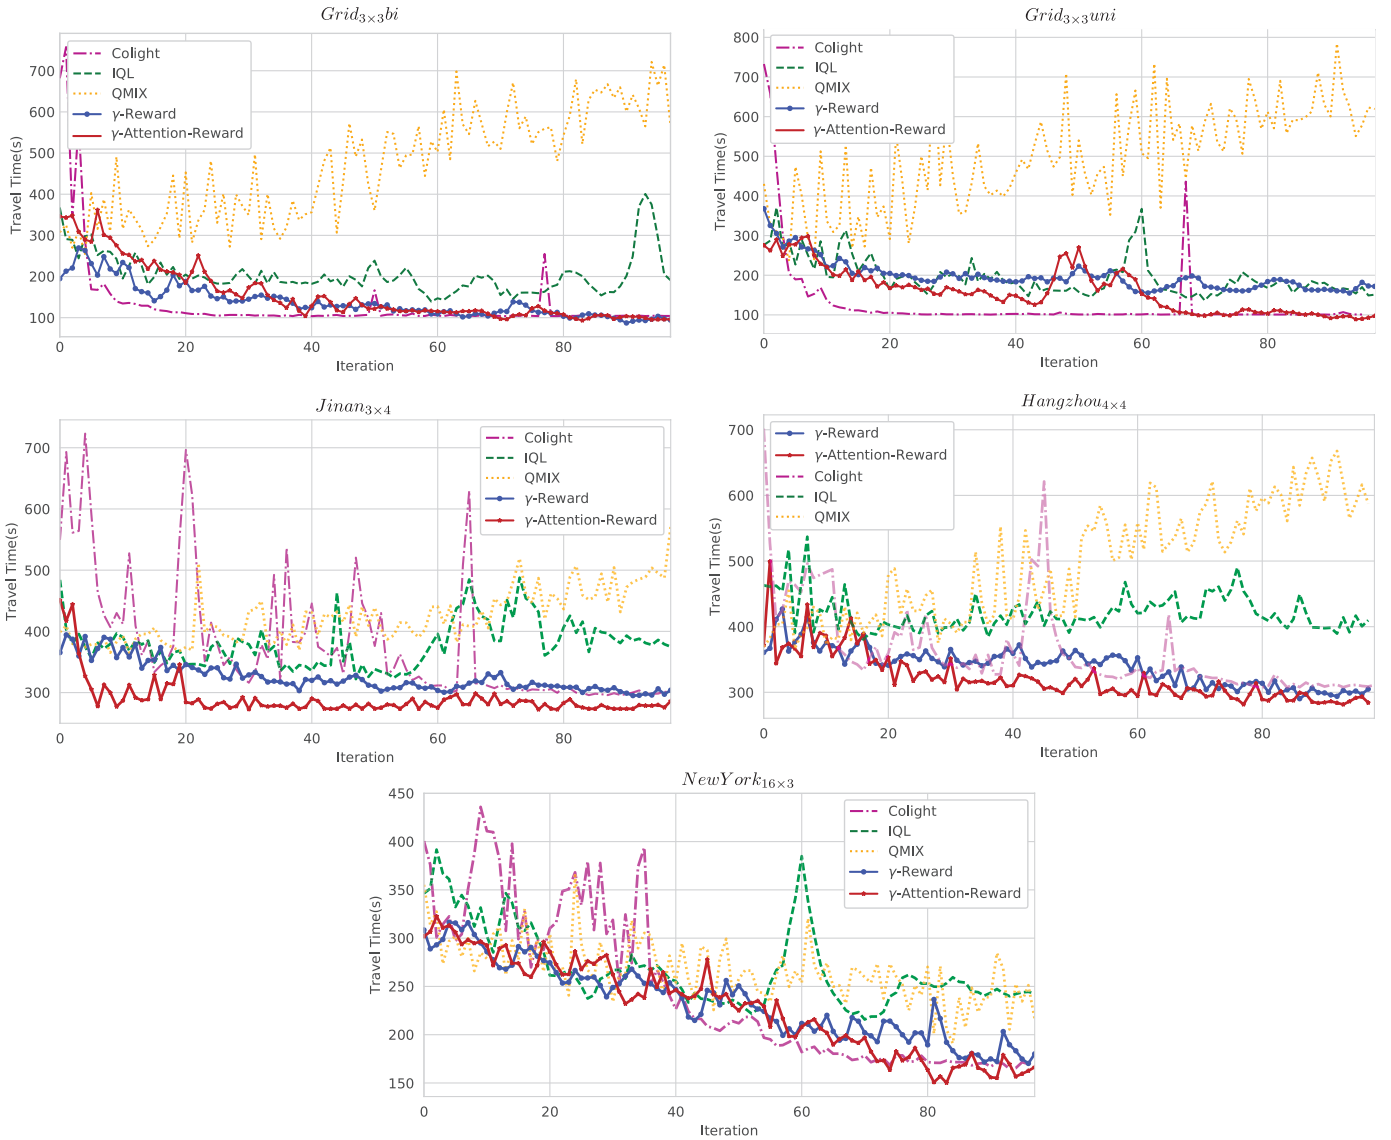 Grid3×3bi
700
600
500
400
300
200
100
0 20 40 60 80
Travel Time(s)
Iteration
Colight
IQL
QMIX
γ-Reward
γ-Attention-Reward
Grid3×3uni
800
700
600
500
400
300
200
100
0 20 40 60 80
Travel Time(s)
Iteration
Colight
IQL
QMIX
γ-Reward
γ-Attention-Reward
Jinan3×4
700
600
500
400
300
0 20 40 60 80
Travel Time(s)
Iteration
Colight
IQL
QMIX
γ-Reward
γ-Attention-Reward
Hangzhou4×4
700
600
500
400
300
0 20 40 60 80
Travel Time(s)
Iteration
γ-Reward
γ-Attention-Reward
Colight
IQL
QMIX
NewYork16×3
450
400
350
300
250
200
150
0 20 40 60 80
Travel Time(s)
Iteration
Colight
IQL
QMIX
γ-Reward
γ-Attention-Reward